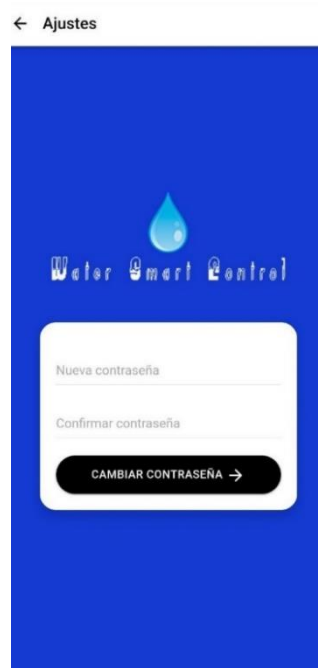 Ajustes
Water Smart Control
Nueva contraseña
Confirmar contraseña
CAMBIAR CONTRASEÑA